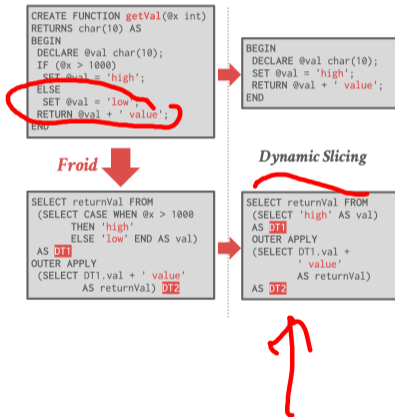 CREATE FUNCTION getVal(@x int)
RETURNS char(10) AS
BEGIN
DECLARE @val char(10);
IF (@x > 1000)
SET @val = 'high';
ELSE
SET @val = 'low';
RETURN @val + ' value';
END
BEGIN
DECLARE @val char(10);
SET @val = 'high';
RETURN @val + ' value';
END
Froid
Dynamic Slicing
SELECT returnVal FROM
(SELECT CASE WHEN @x > 1000
THEN 'high'
ELSE 'low' END AS val)
AS DT1
OUTER APPLY
(SELECT DT1.val + ' value'
AS returnVal) DT2
SELECT returnVal FROM
(SELECT 'high' AS val)
AS DT1
OUTER APPLY
(SELECT DT1.val +
' value'
AS returnVal)
AS DT2